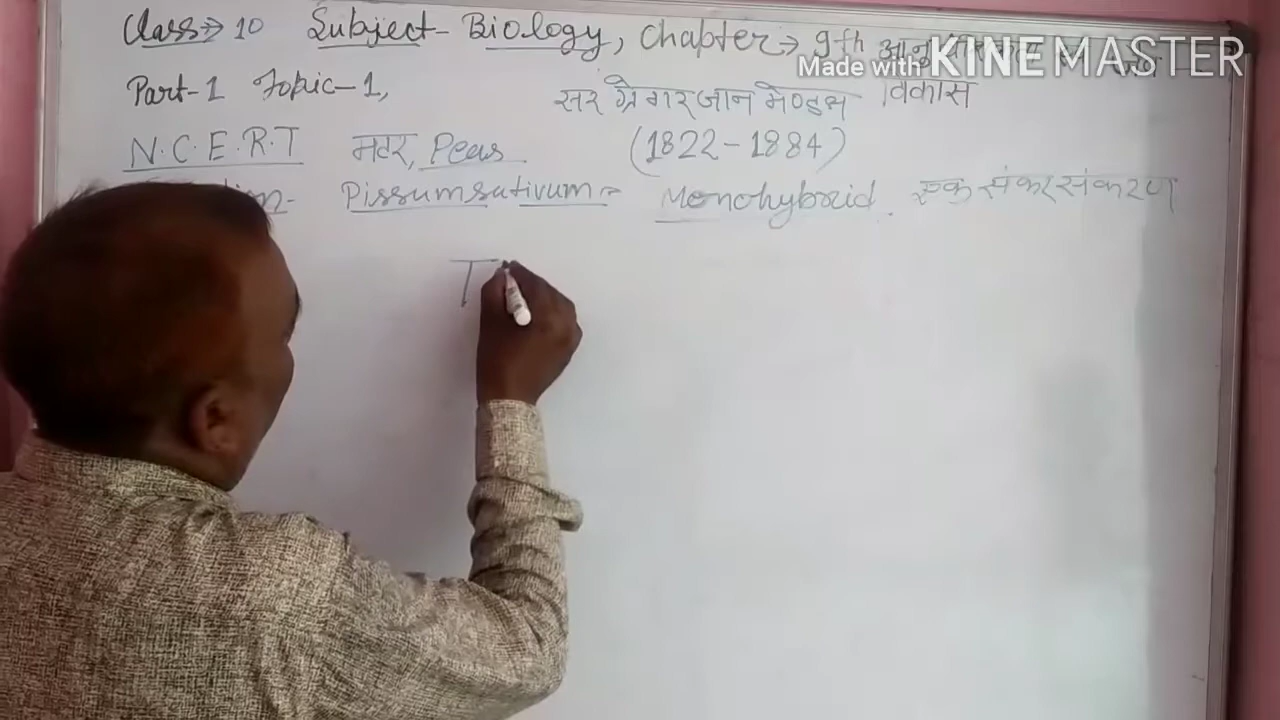 Class → 10 Subject - Biology, Chapter → 9th
Made with KINEMASTER
Part-1 Topic-1, सर ग्रेगर जान मेण्डल विकास
N.C.E.R.T मटर, Peas (1822-1884)
Pissumsativum :- Monohybrid. एक संकर संकरण
T